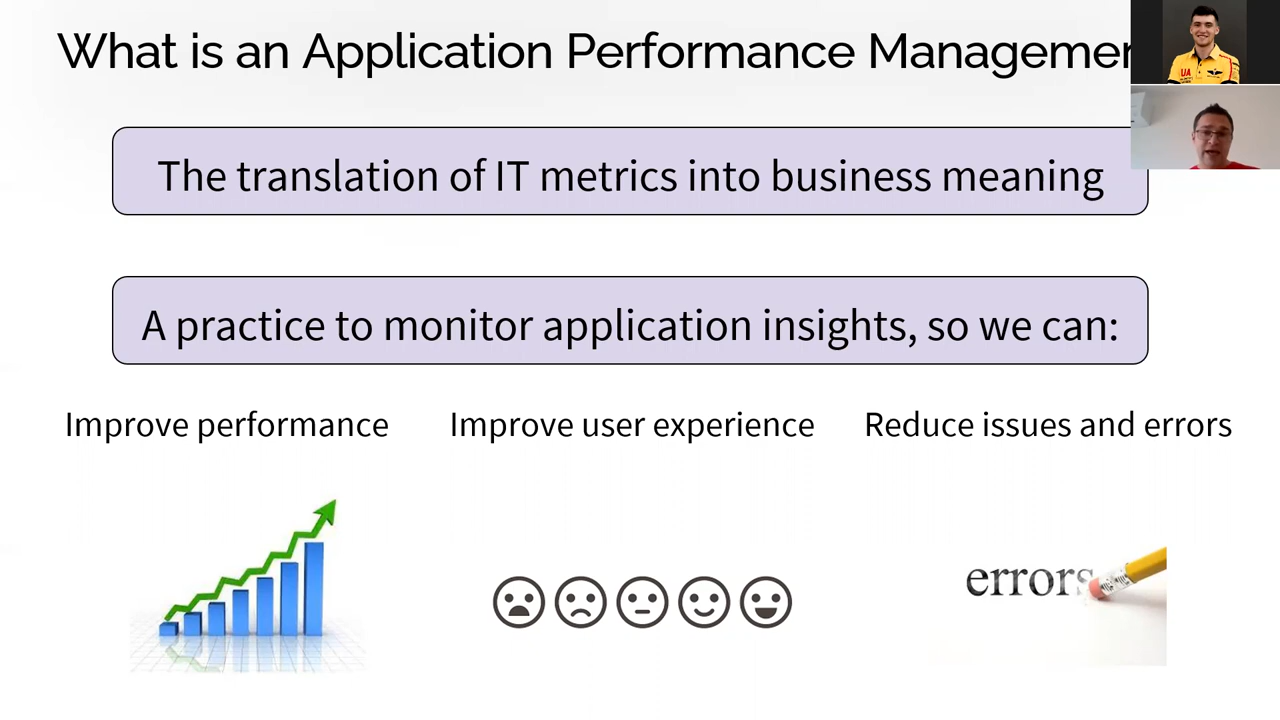 What is an Application Performance Managemen
The translation of IT metrics into business meaning
A practice to monitor application insights, so we can:
Improve performance
Improve user experience
Reduce issues and errors
errors
UA